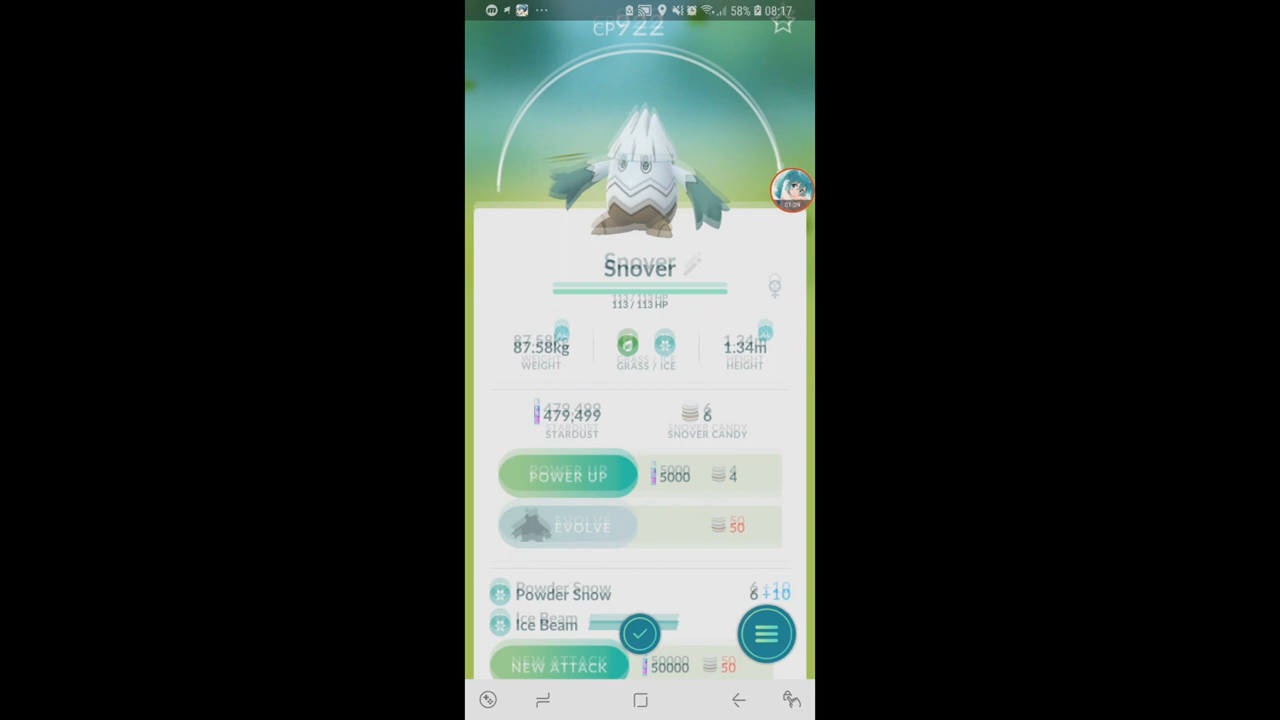 58% 08:17
CP922
01:29
Snover
113 / 113 HP
87.58kg
1.34m
WEIGHT
GRASS / ICE
HEIGHT
479,499
6
STARDUST
SNOVER CANDY
POWER UP 5000 4
EVOLVE 50
Powder Snow 6 +10
Ice Beam
NEW ATTACK 50000 50